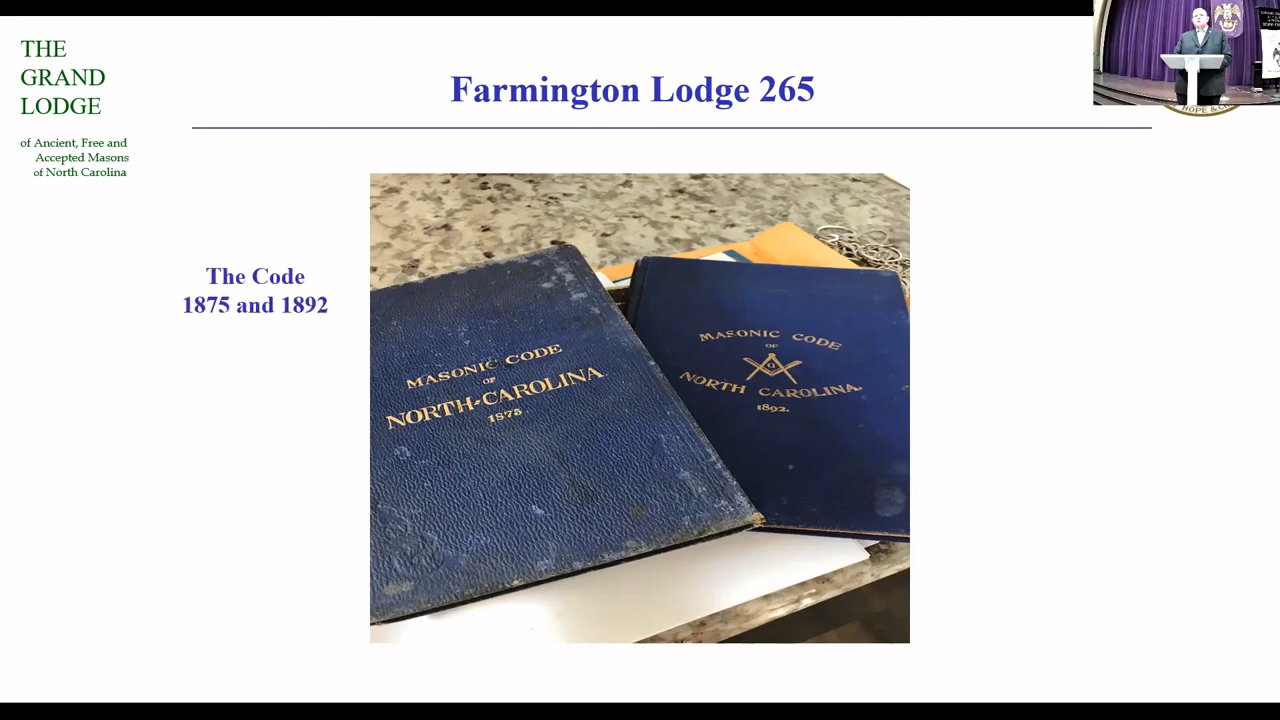 THE
GRAND
LODGE
of Ancient, Free and
Accepted Masons
of North Carolina
Farmington Lodge 265
HOPE &
The Code
1875 and 1892
MASONIC CODE
OF
NORTH-CAROLINA
1875
MASONIC CODE
OF
G
NORTH CAROLINA.
1892.